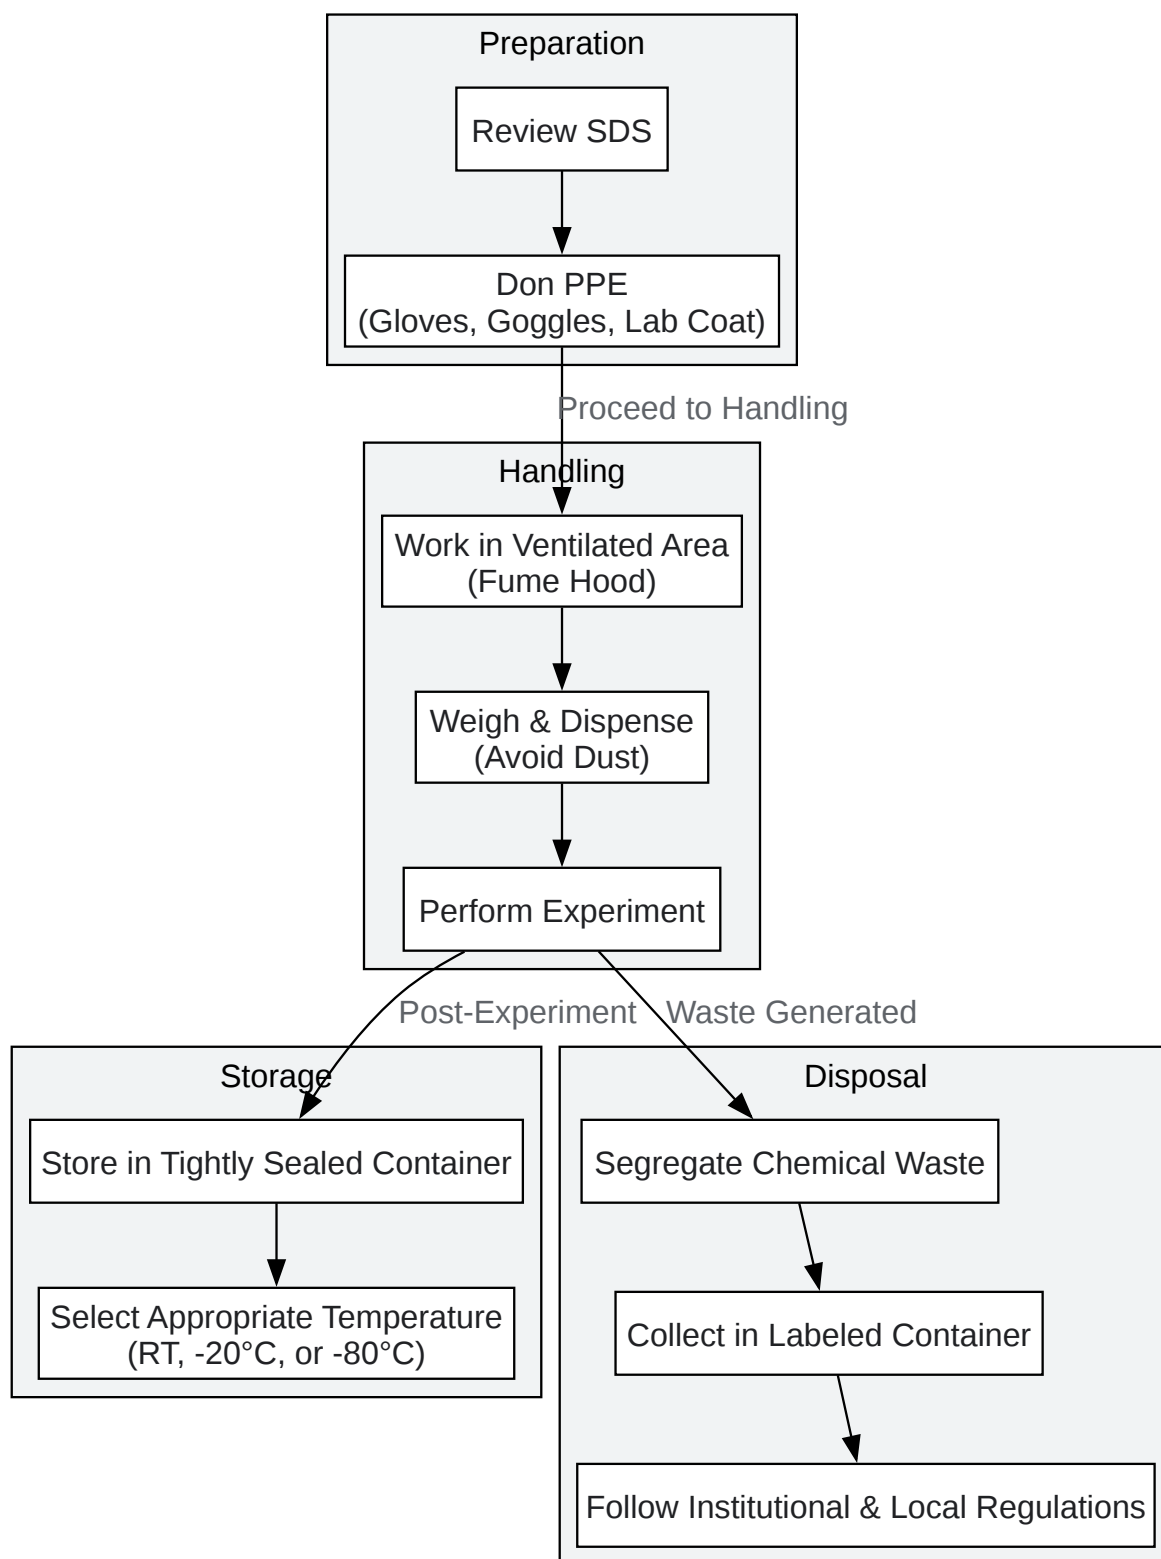 Preparation
Review SDS
Don PPE
(Gloves, Goggles, Lab Coat)
Proceed to Handling
Handling
Work in Ventilated Area
(Fume Hood)
Weigh & Dispense
(Avoid Dust)
Perform Experiment
Post-Experiment
Waste Generated
Storage
Store in Tightly Sealed Container
Select Appropriate Temperature
(RT, -20°C, or -80°C)
Disposal
Segregate Chemical Waste
Collect in Labeled Container
Follow Institutional & Local Regulations